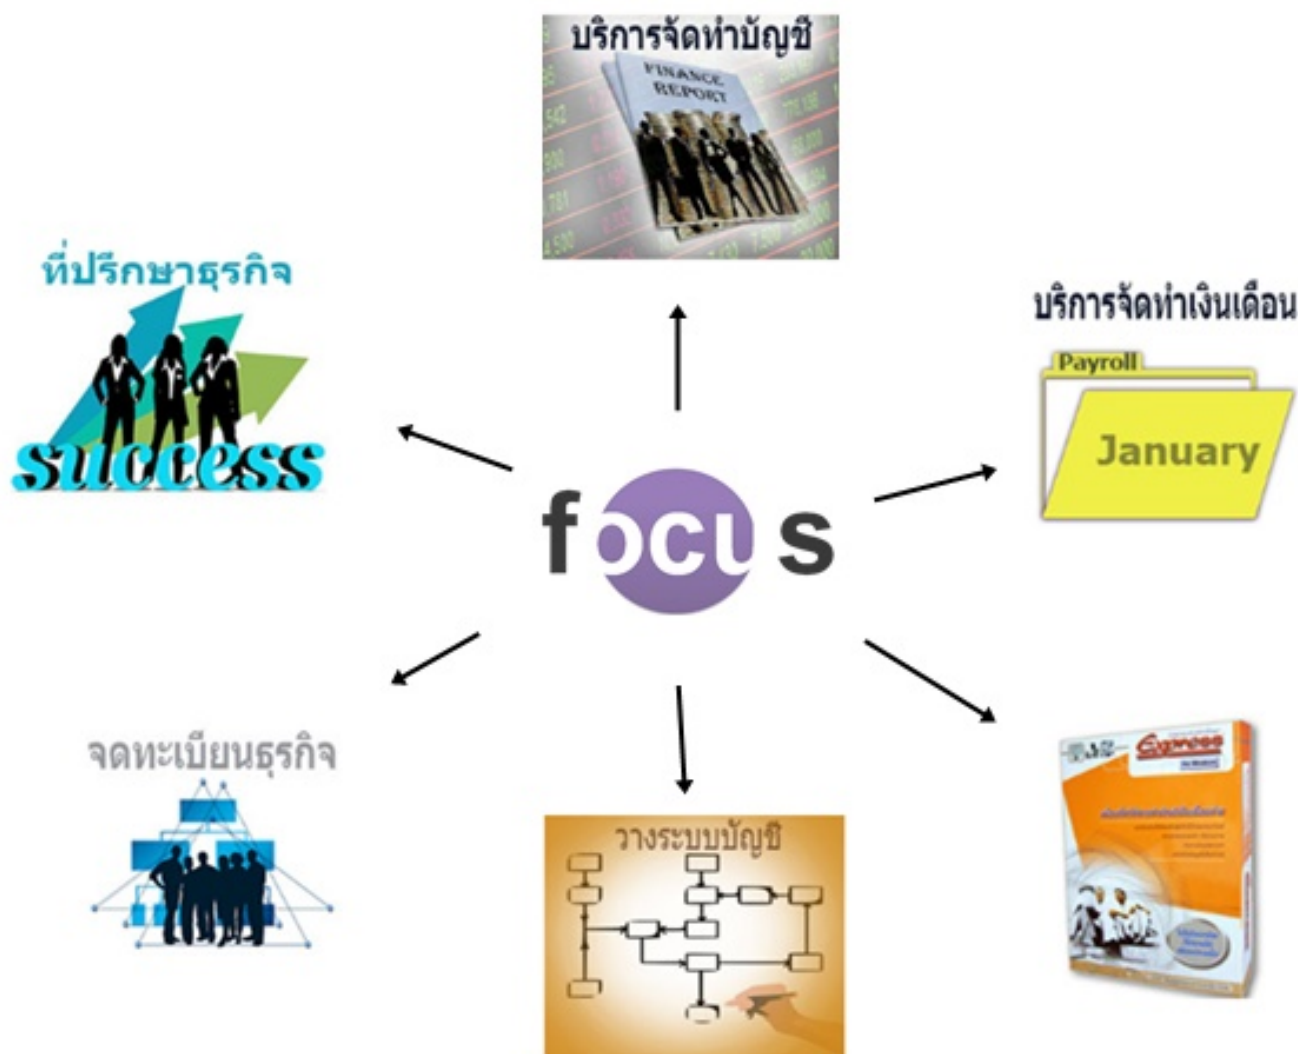 บริการจัดทำบัญชี
FINANCE
REPORT
ที่ปรึกษาธุรกิจ
success
บริการจัดทำเงินเดือน
Payroll
January
focus
จดทะเบียนธุรกิจ
วางระบบบัญชี
Express